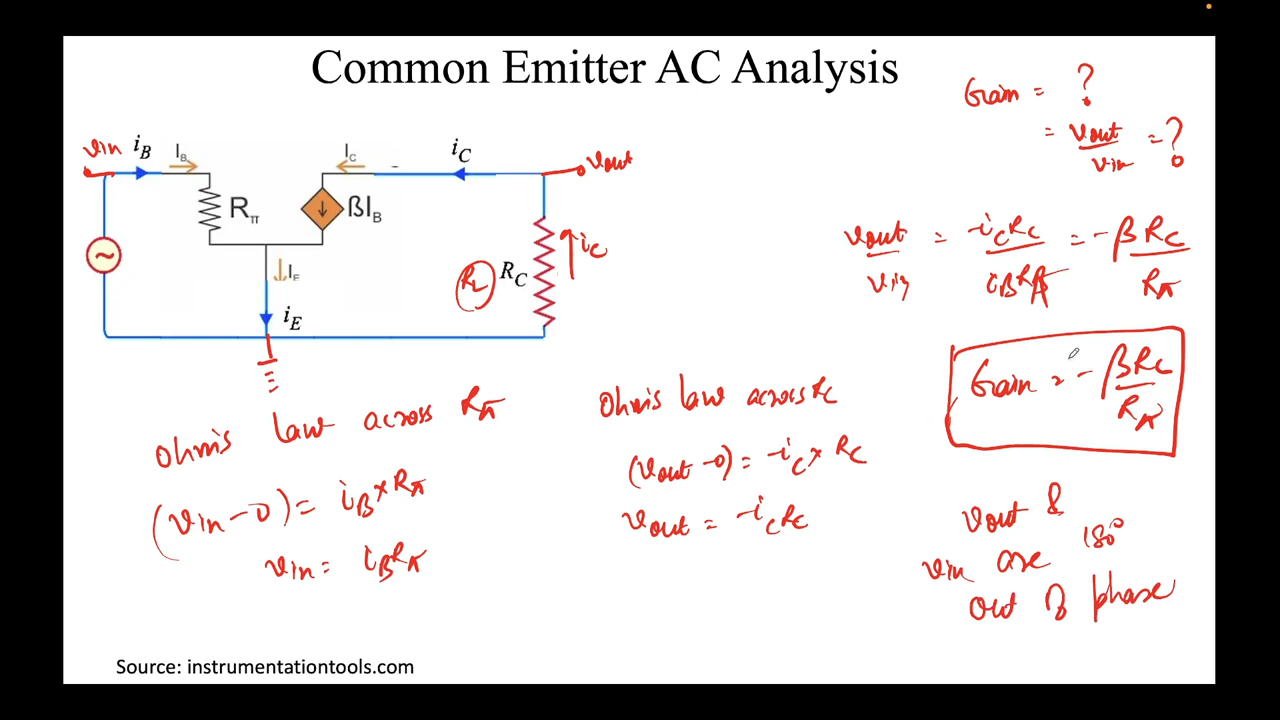 Common Emitter AC Analysis
Gain = ?
= vout/vin = ?
vin
iB
IB
IC
-
iC
vout
Rπ
βIB
RL
RC
iC
IE
iE
vout/vin = -iCRC/iBRπ = -βRC/Rπ
Gain = -βRC/Rπ
Ohm's law across Rπ
(vin-0) = iB×Rπ
vin = iBRπ
Ohm's law across RC
(vout-0) = -iC×RC
vout = -iCRC
vout &
vin are 180°
out of phase
Source: instrumentationtools.com